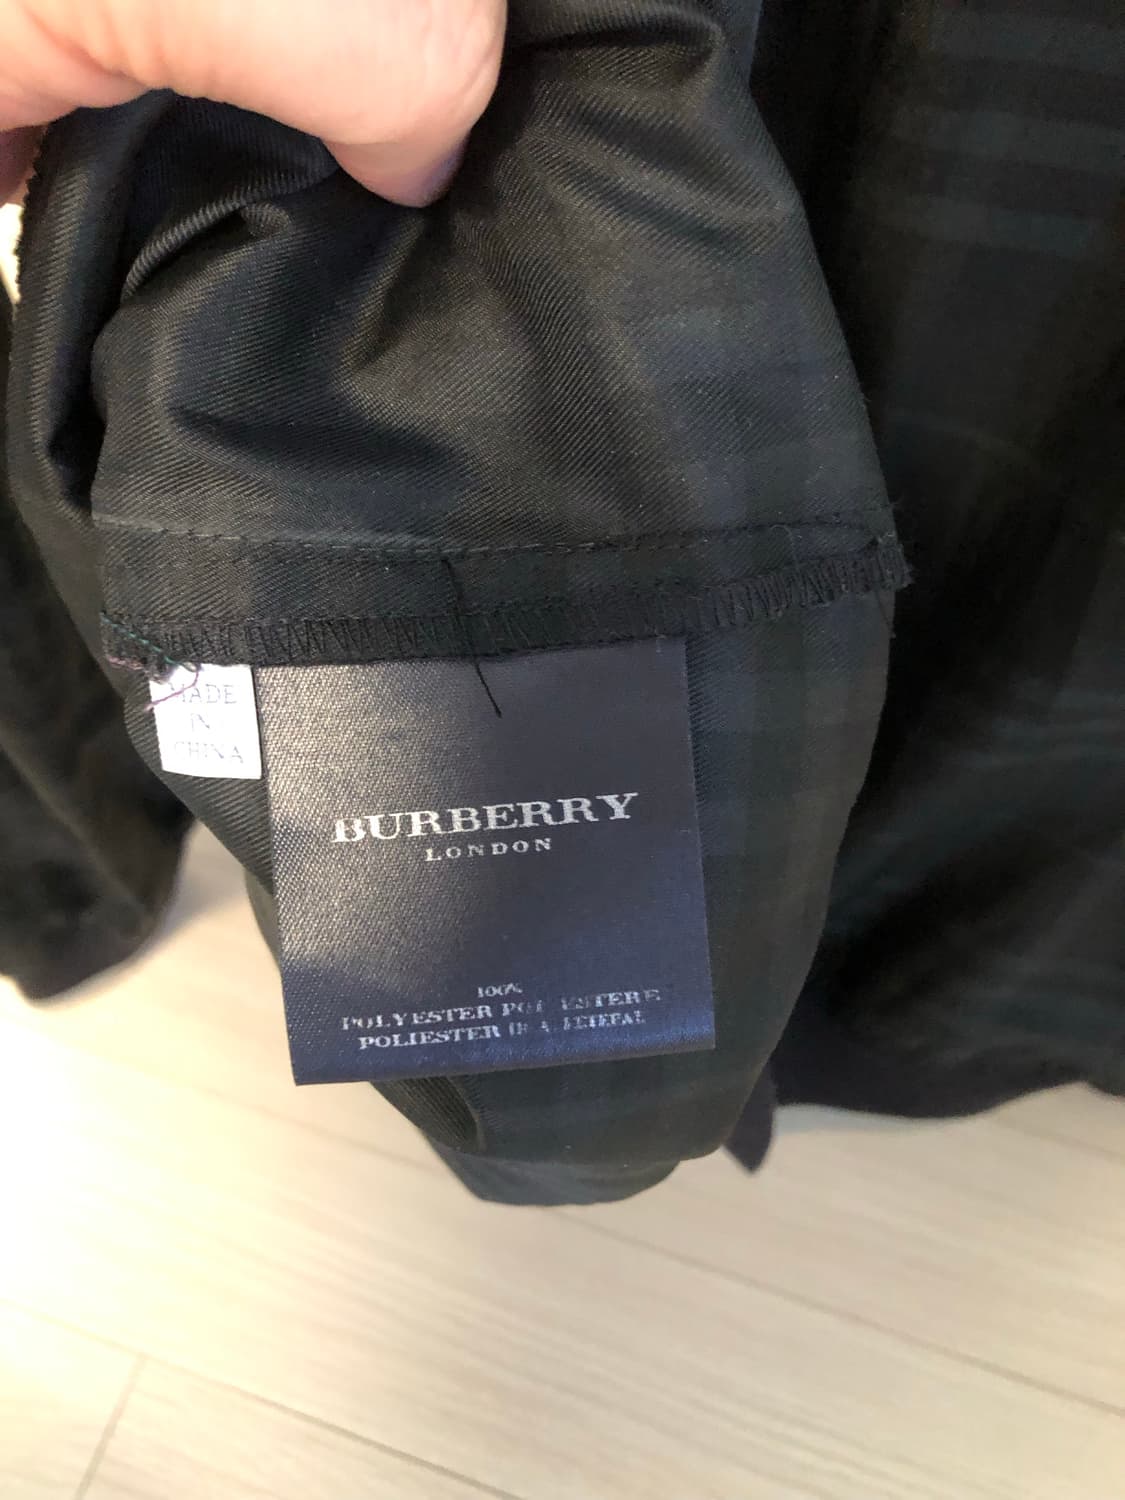 MADE
IN
CHINA
BURBERRY
LONDON
100%
POLYESTER
POLIESTER